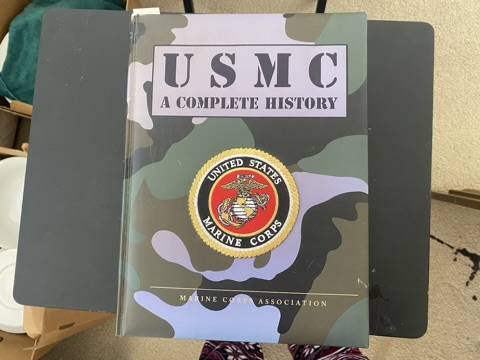 USMC
A COMPLETE HISTORY
UNITED STATES
MARINE CORPS
MARINE CORPS ASSOCIATION